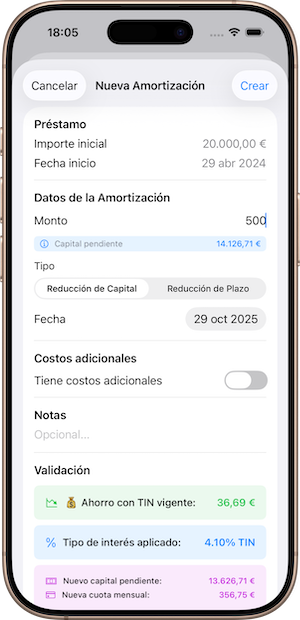 18:05
Cancelar Nueva Amortización Crear
Préstamo
Importe inicial 20.000,00 €
Fecha inicio 29 abr 2024
Datos de la Amortización
Monto 500
Capital pendiente 14.126,71 €
Tipo
Reducción de Capital Reducción de Plazo
Fecha 29 oct 2025
Costos adicionales
Tiene costos adicionales
Notas
Opcional...
Validación
💰 Ahorro con TIN vigente: 36,69 €
% Tipo de interés aplicado: 4.10% TIN
Nuevo capital pendiente: 13.626,71 €
Nueva cuota mensual: 356,75 €